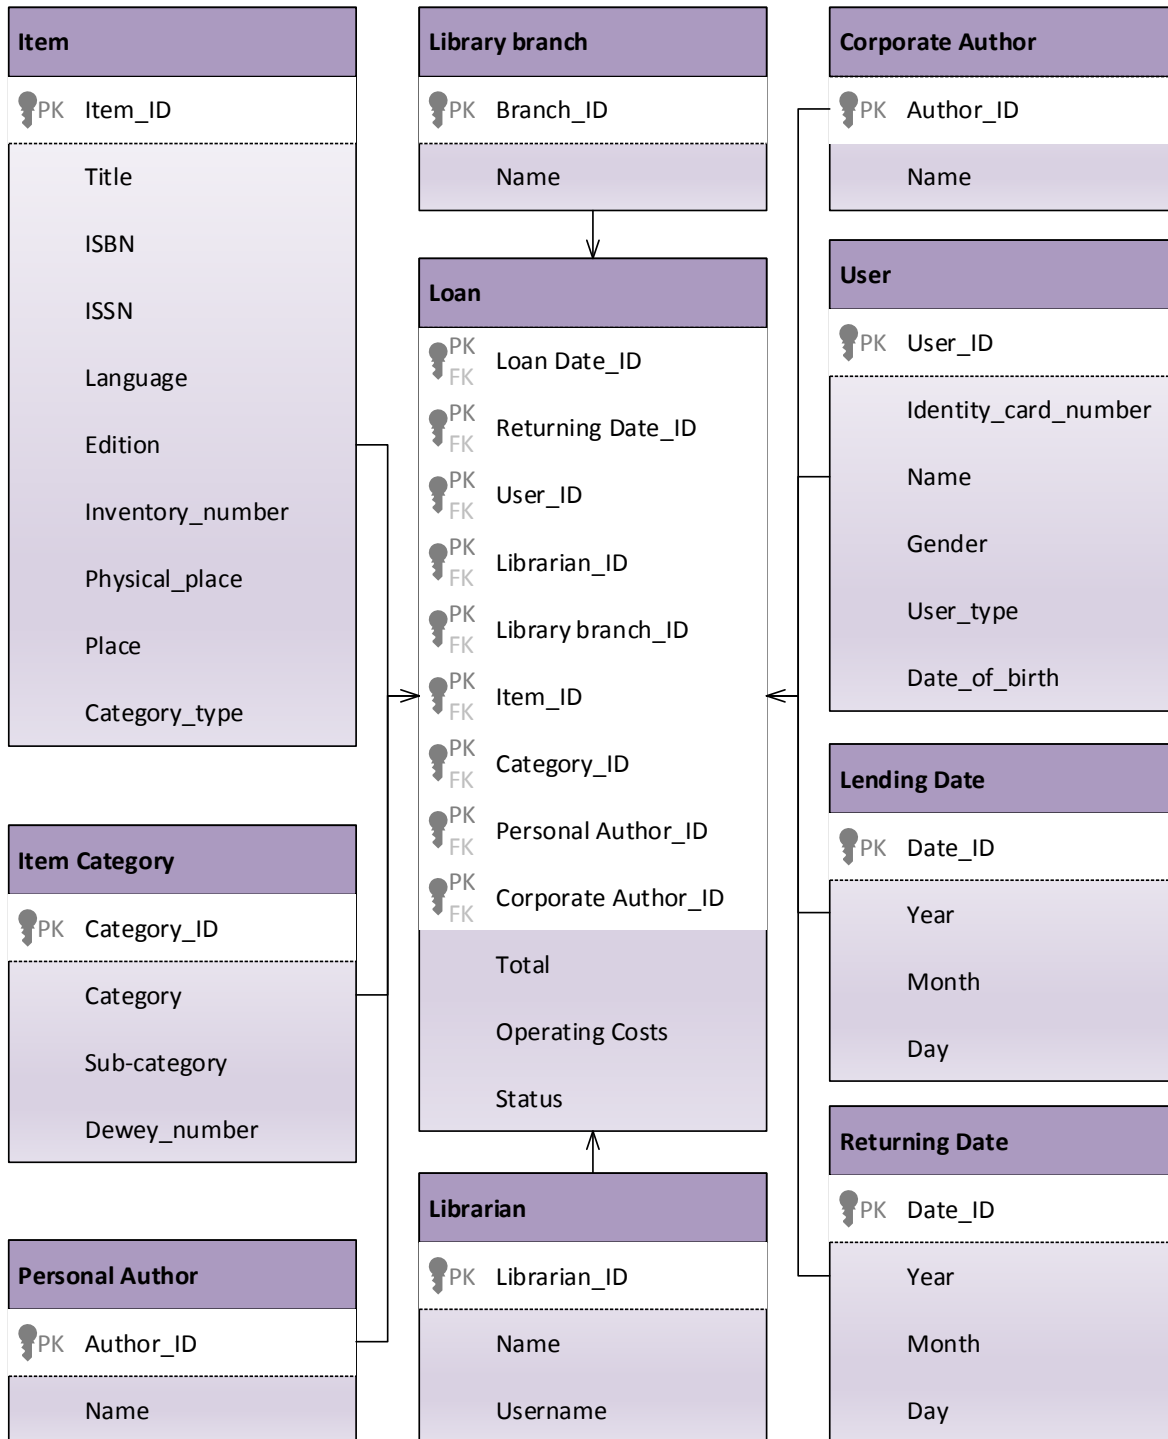 Item
PK Item_ID
Title
ISBN
ISSN
Language
Edition
Inventory_number
Physical_place
Place
Category_type
Item Category
PK Category_ID
Category
Sub-category
Dewey_number
Personal Author
PK Author_ID
Name
Library branch
PK Branch_ID
Name
Loan
PK FK Loan Date_ID
PK FK Returning Date_ID
PK FK User_ID
PK FK Librarian_ID
PK FK Library branch_ID
PK FK Item_ID
PK FK Category_ID
PK FK Personal Author_ID
PK FK Corporate Author_ID
Total
Operating Costs
Status
Librarian
PK Librarian_ID
Name
Username
Corporate Author
PK Author_ID
Name
User
PK User_ID
Identity_card_number
Name
Gender
User_type
Date_of_birth
Lending Date
PK Date_ID
Year
Month
Day
Returning Date
PK Date_ID
Year
Month
Day